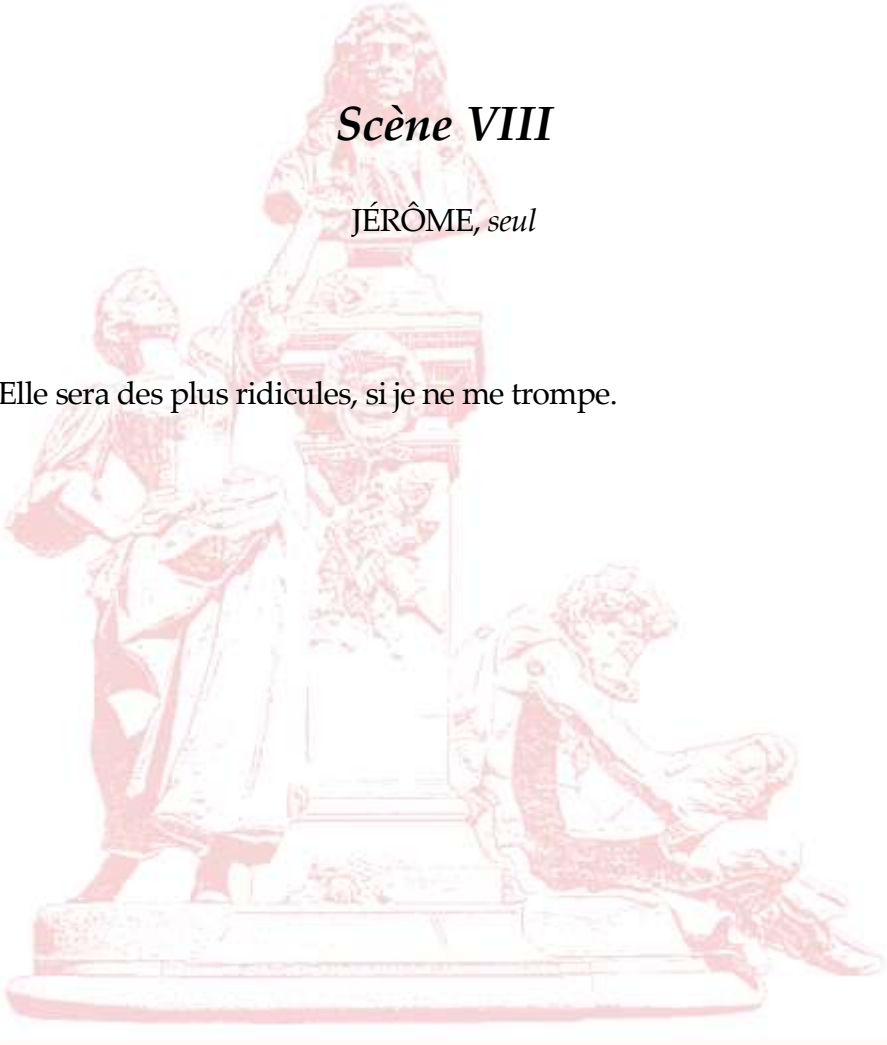 Scène VIII
JÉRÔME, seul
Elle sera des plus ridicules, si je ne me trompe.